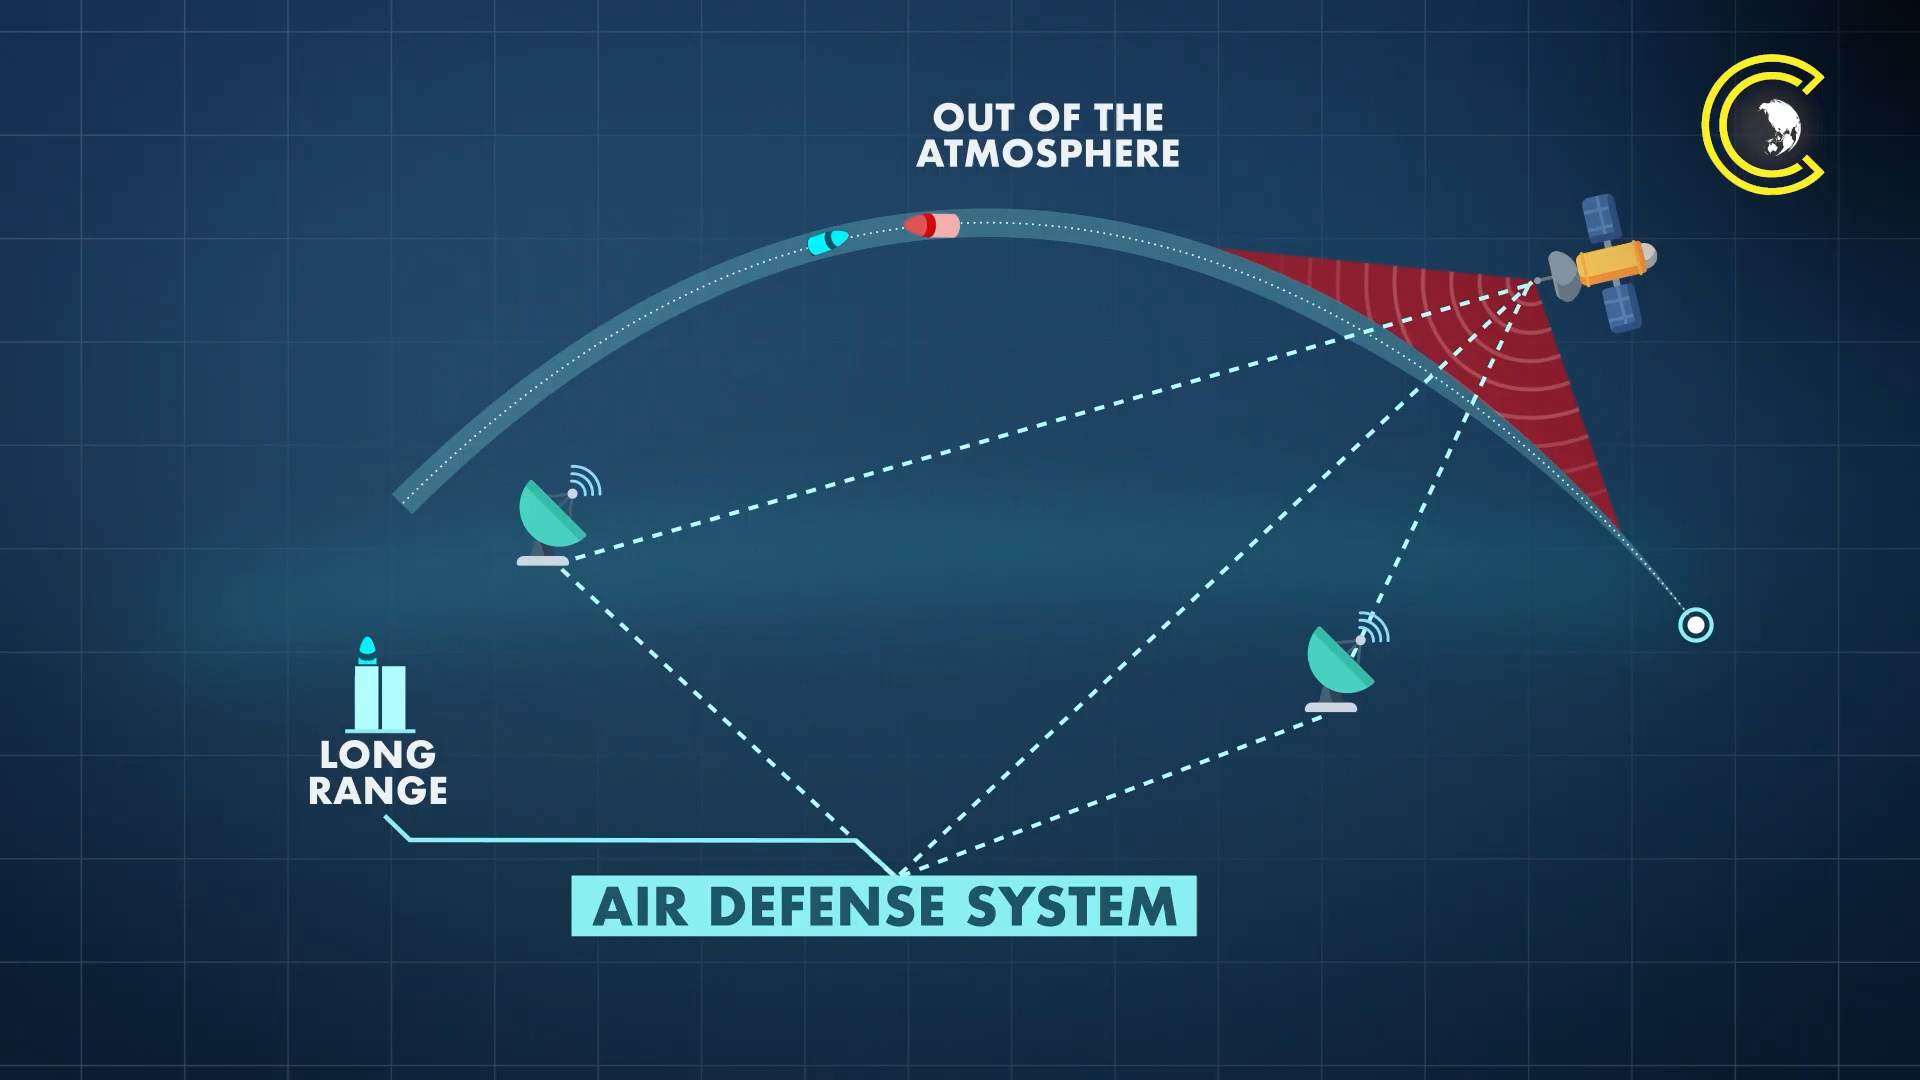 OUT OF THE
ATMOSPHERE
LONG
RANGE
AIR DEFENSE SYSTEM